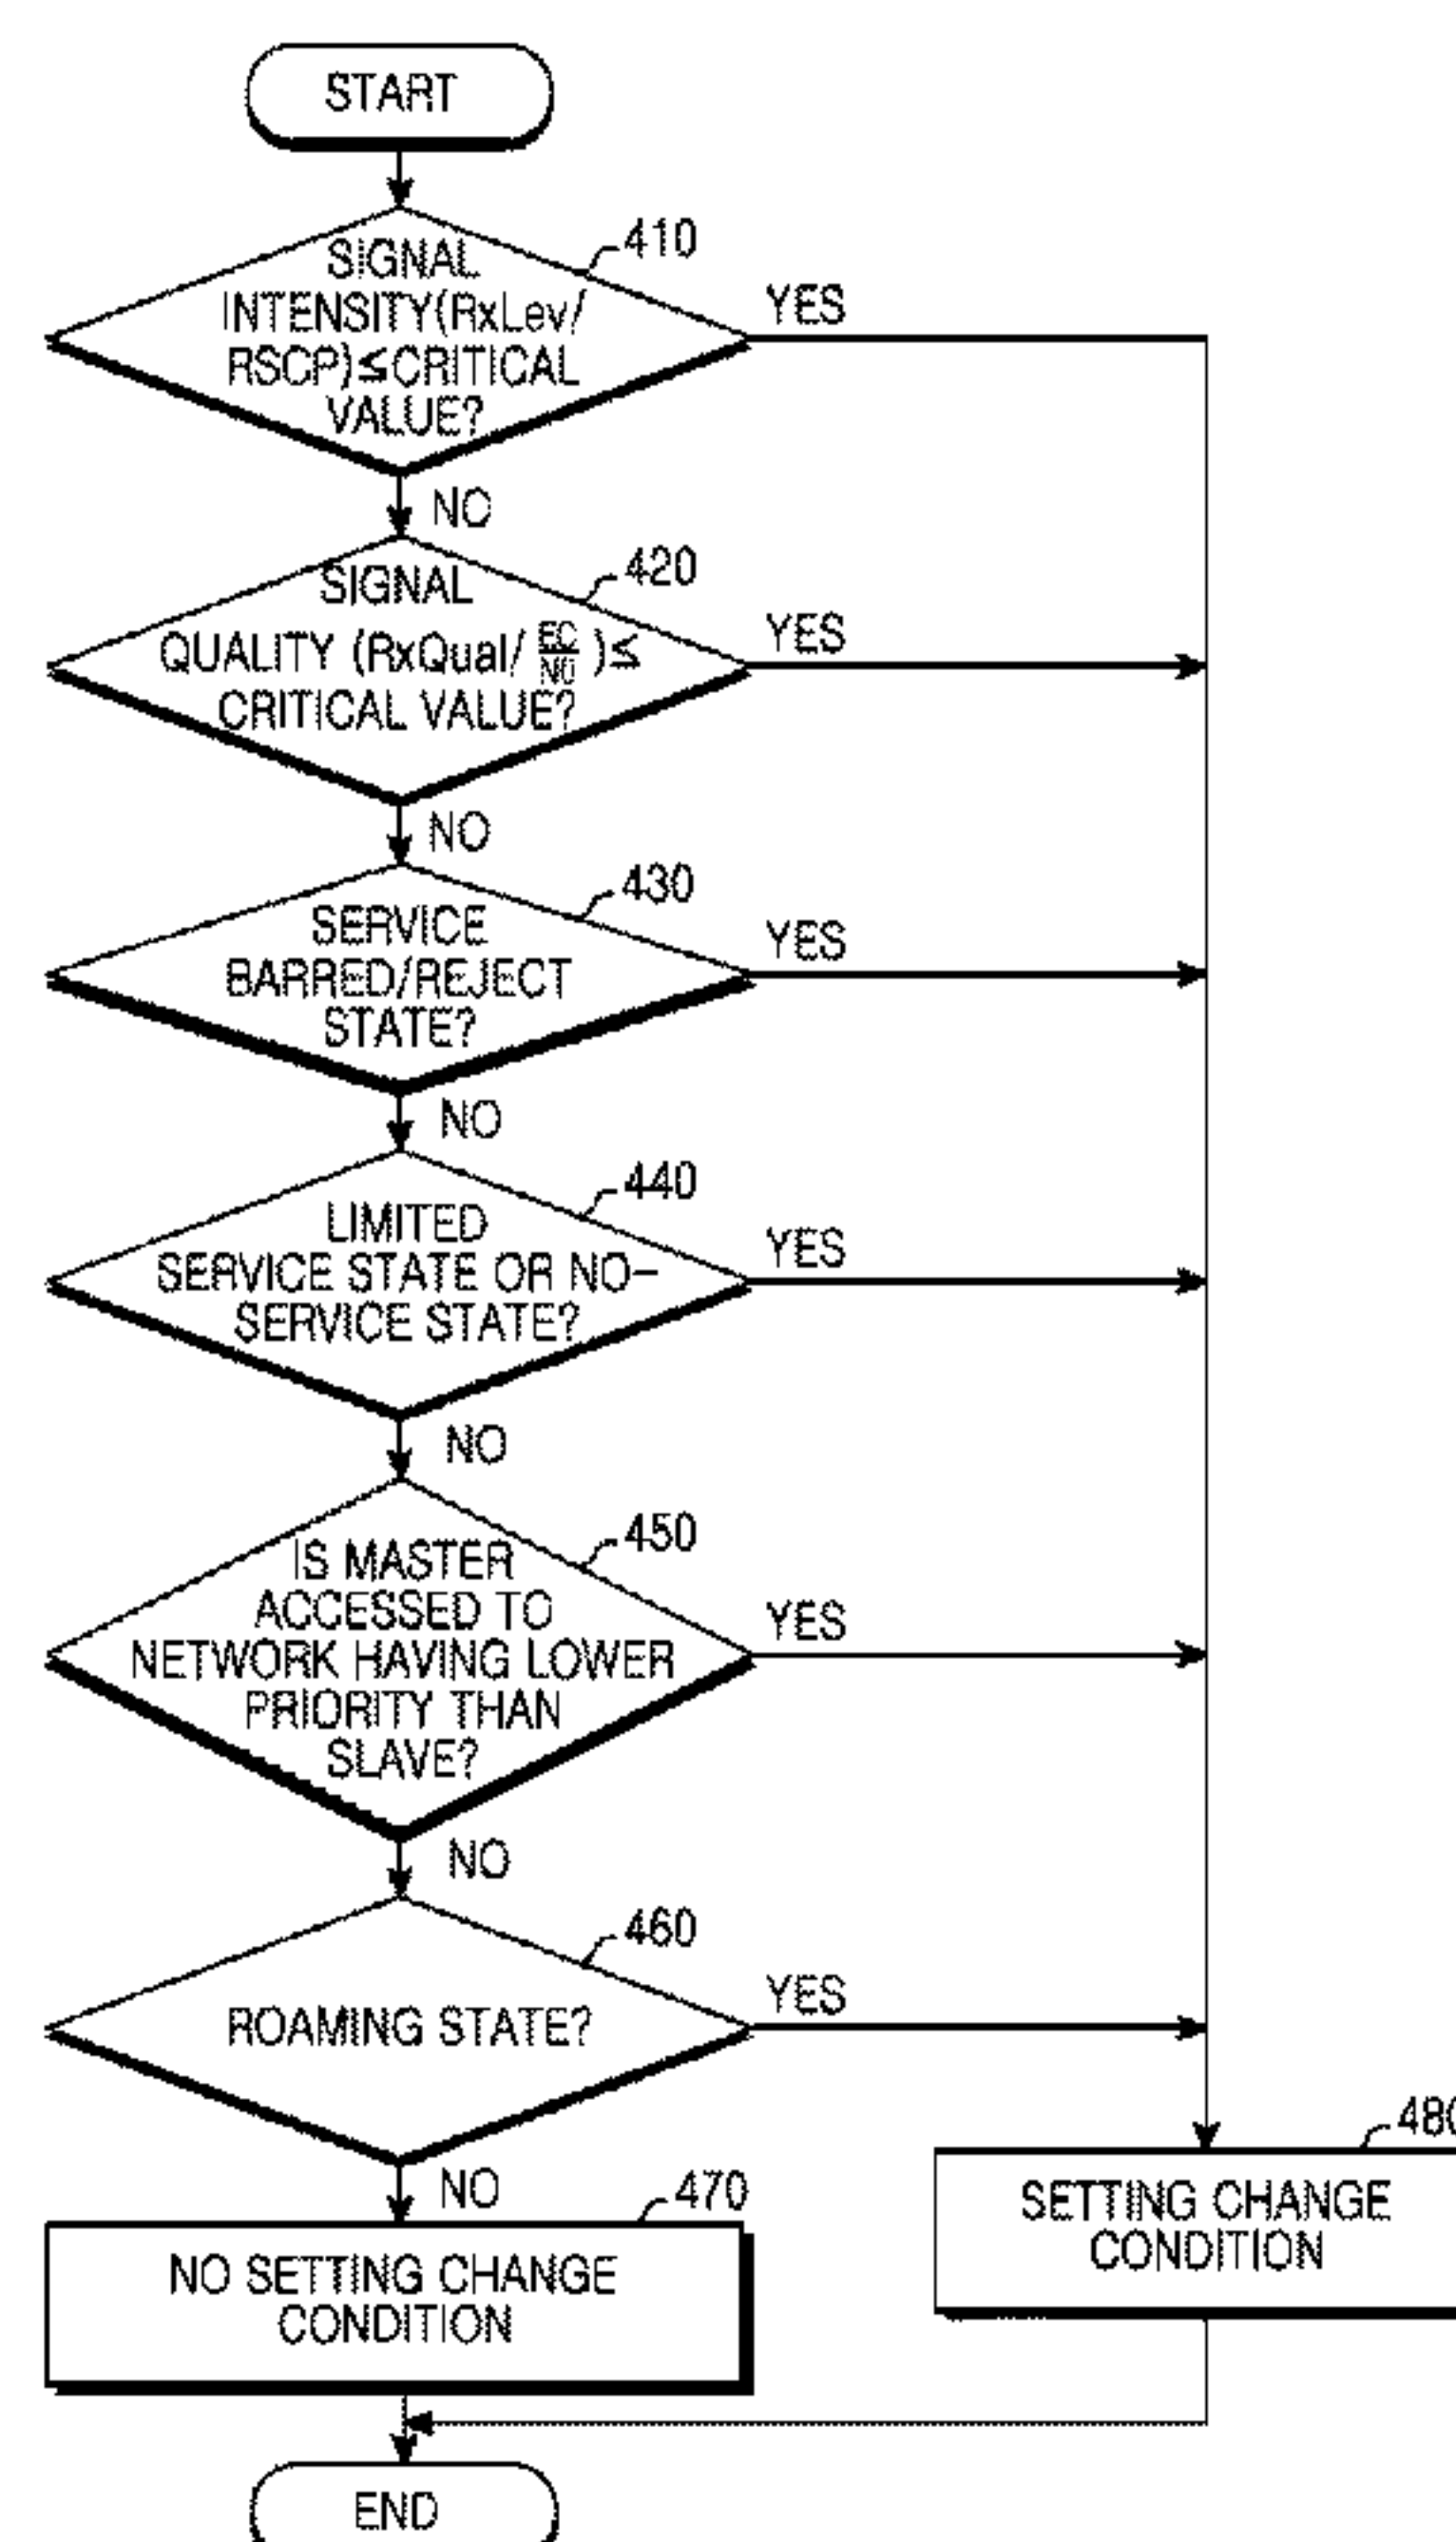 START
410
SIGNAL
INTENSITY(RxLev/
RSCP)≤CRITICAL
VALUE?
YES
NO
420
SIGNAL
QUALITY (RxQual/ EC/N0 )≤
CRITICAL VALUE?
YES
NO
430
SERVICE
BARRED/REJECT
STATE?
YES
NO
440
LIMITED
SERVICE STATE OR NO-
SERVICE STATE?
YES
NO
450
IS MASTER
ACCESSED TO
NETWORK HAVING LOWER
PRIORITY THAN
SLAVE?
YES
NO
460
ROAMING STATE?
YES
NO
470
NO SETTING CHANGE
CONDITION
480
SETTING CHANGE
CONDITION
END